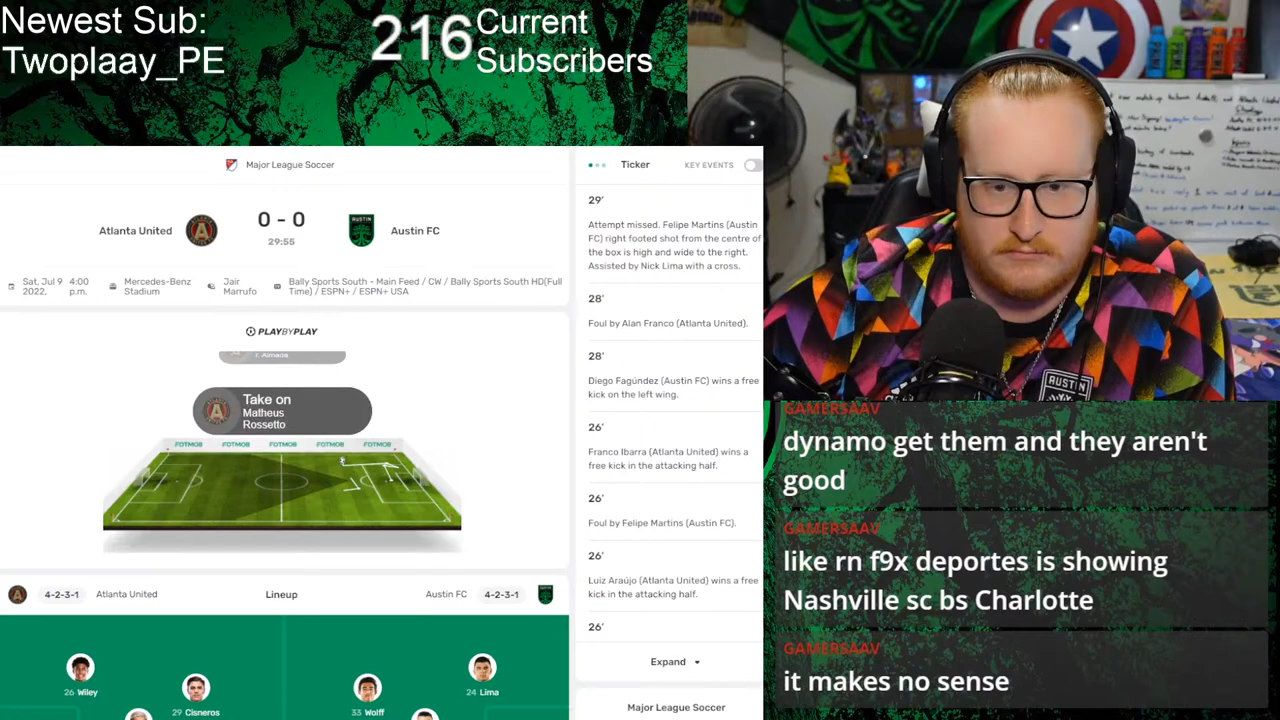 Newest Sub:
Twoplaay_PE
216
Current
Subscribers
Major League Soccer
Atlanta United
0 - 0
29:55
AUSTIN
Austin FC
Sat, Jul 9
2022,
4:00
p.m.
Mercedes-Benz
Stadium
Jair
Marrufo
Bally Sports South - Main Feed / CW / Bally Sports South HD(Full
Time) / ESPN+ / ESPN USA
PLAYBYPLAY
T. Almada
Take on
Matheus
Rossetto
FOTMOB FOTMOB FOTMOB FOTMOB FOTMOB
4-2-3-1
Atlanta United
Lineup
Austin FC
4-2-3-1
26 Wiley
29 Cisneros
33 Wolff
24 Lima
Ticker
KEY EVENTS
29'
Attempt missed. Felipe Martins (Austin
FC) right footed shot from the centre of
the box is high and wide to the right.
Assisted by Nick Lima with a cross.
28'
Foul by Alan Franco (Atlanta United).
28'
Diego Fagúndez (Austin FC) wins a free
kick on the left wing.
26'
Franco Ibarra (Atlanta United) wins a
free kick in the attacking half.
26'
Foul by Felipe Martins (Austin FC).
26'
Luiz Araújo (Atlanta United) wins a free
kick in the attacking half.
26'
Expand
Major League Soccer
AUSTIN
GAMERSAAV
dynamo get them and they aren't
good
GAMERSAAV
like rn f9x deportes is showing
Nashville sc bs Charlotte
GAMERSAAV
it makes no sense